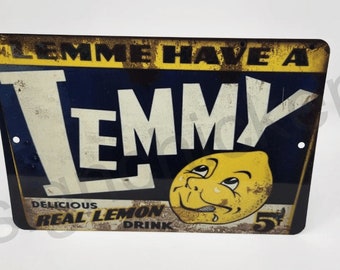 LEMME HAVE A
LEMMY
DELICIOUS
REAL LEMON
DRINK
5¢